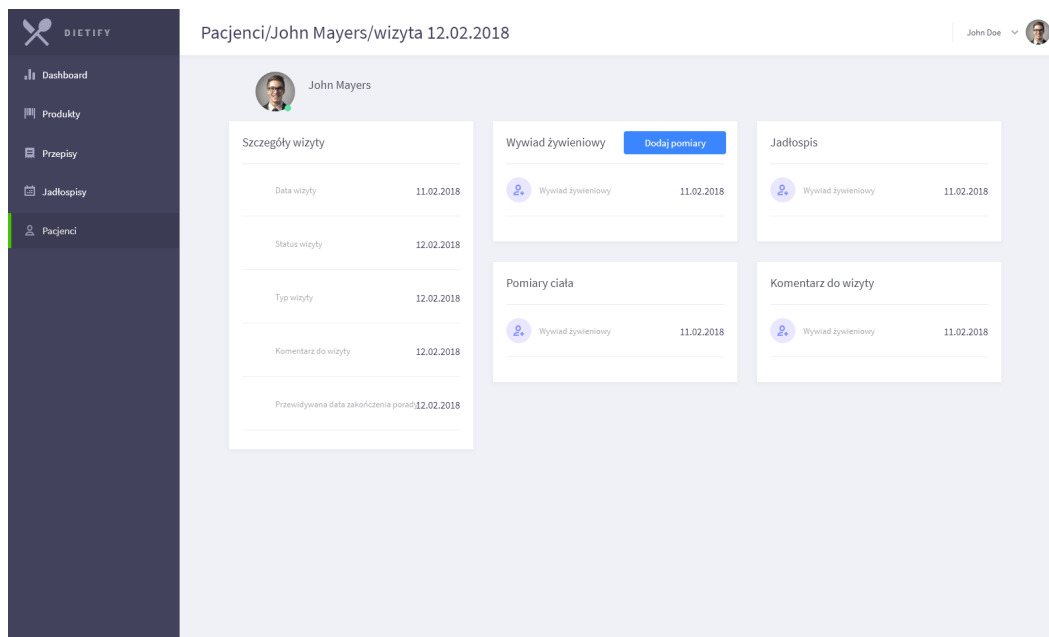 DIETIFY
Pacjenci/John Mayers/wizyta 12.02.2018
John Doe
Dashboard
Produkty
Przepisy
Jadłospisy
Pacjenci
John Mayers
Szczegóły wizyty
Data wizyty 11.02.2018
Status wizyty 12.02.2018
Typ wizyty 12.02.2018
Komentarz do wizyty 12.02.2018
Przewidywana data zakończenia porady 12.02.2018
Wywiad żywieniowy Dodaj pomiary
Wywiad żywieniowy 11.02.2018
Jadłospis
Wywiad żywieniowy 11.02.2018
Pomiary ciała
Wywiad żywieniowy 11.02.2018
Komentarz do wizyty
Wywiad żywieniowy 11.02.2018